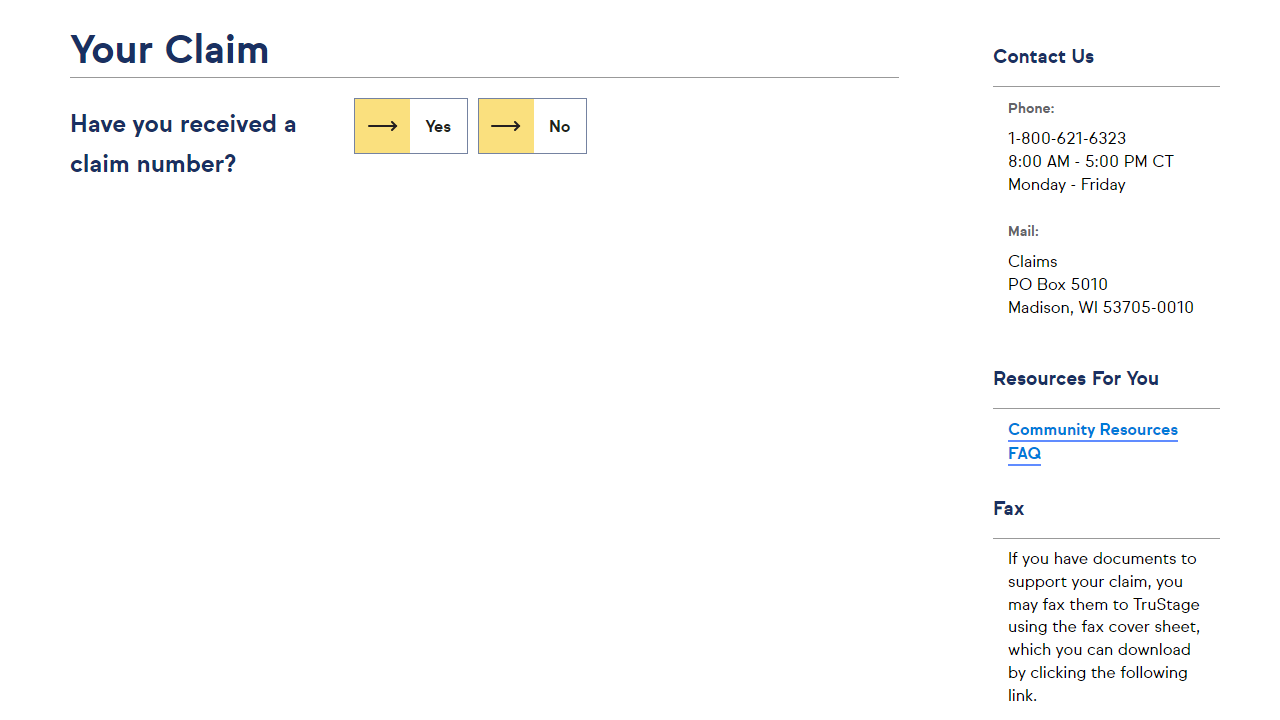 Your Claim
Have you received a
claim number?
Yes
No
Contact Us
Phone:
1-800-621-6323
8:00 AM - 5:00 PM CT
Monday - Friday
Mail:
Claims
PO Box 5010
Madison, WI 53705-0010
Resources For You
Community Resources
FAQ
Fax
If you have documents to
support your claim, you
may fax them to TruStage
using the fax cover sheet,
which you can download
by clicking the following
link.